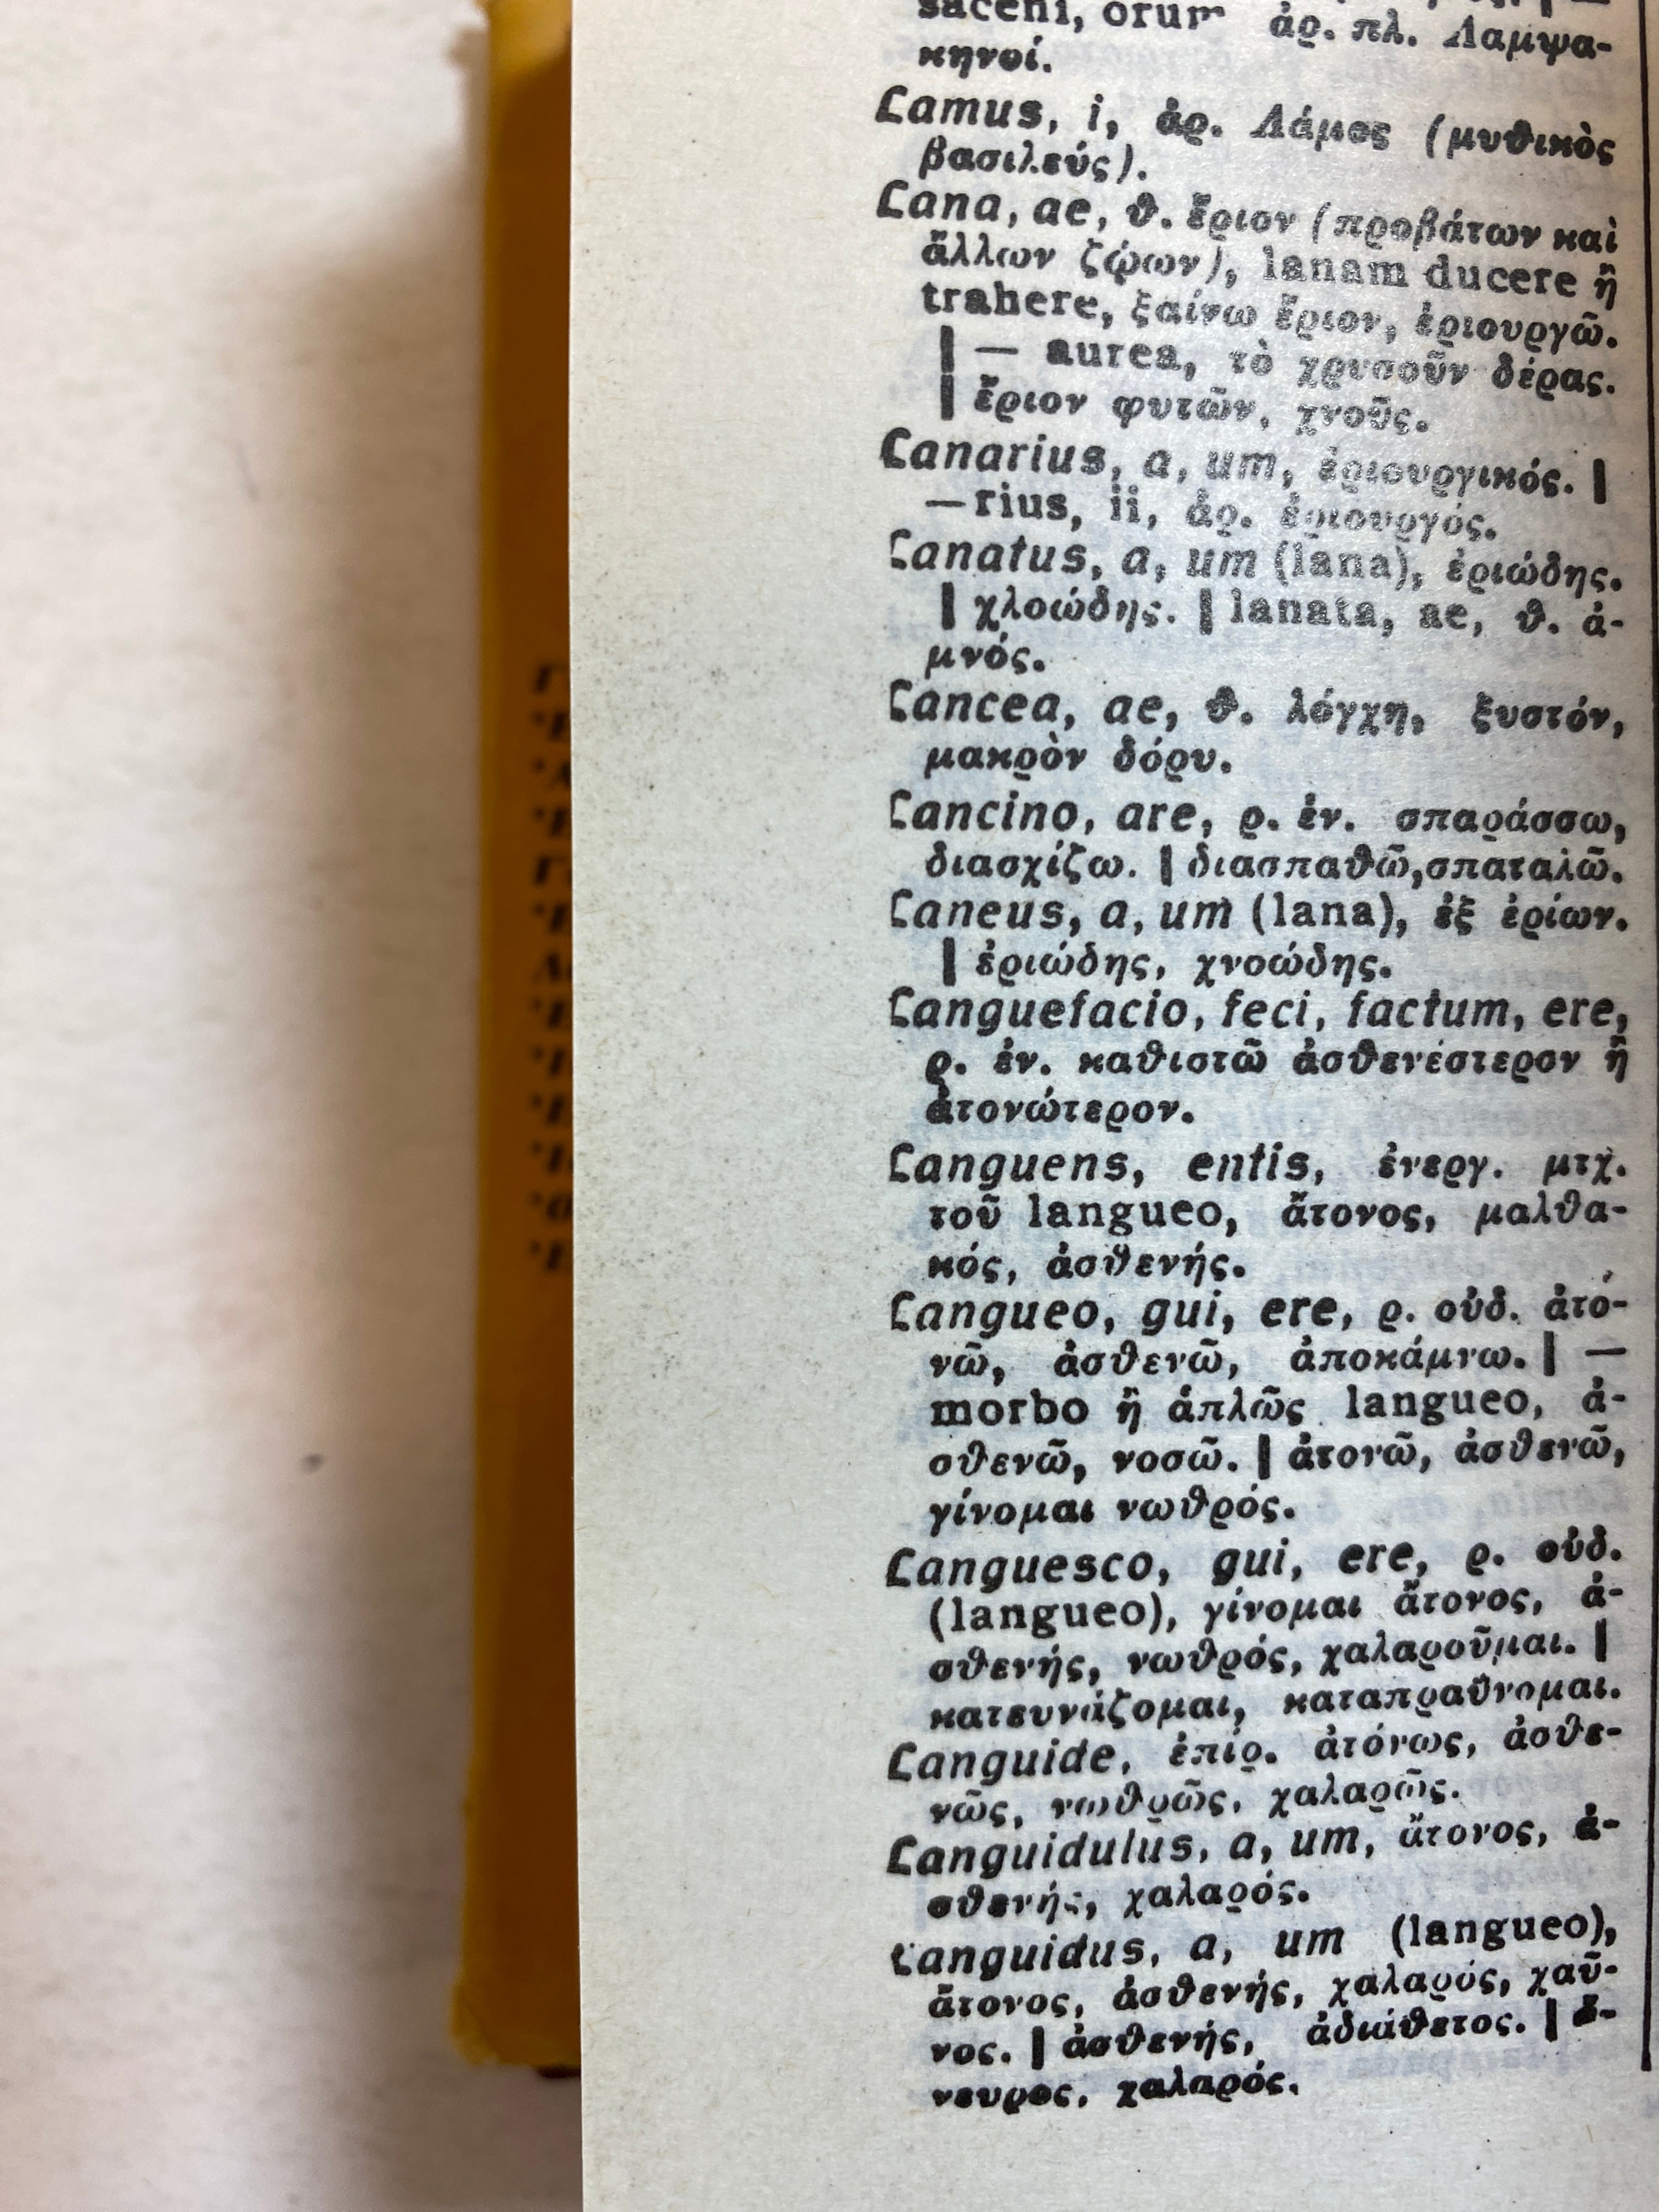 saceni, orum ἀρ. πλ. Λαμψα-
κηνοί.
Lamus, i, ἀρ. Λάμος (μυθικὸς
βασιλεύς).
Lana, ae, θ. ἔριον (προβάτων καὶ
ἄλλων ζῴων), lanam ducere ἢ
trahere, ξαίνω ἔριον, ἐριουργῶ.
| — aurea, τὸ χρυσοῦν δέρας.
| ἔριον φυτῶν, χνοῦς.
Lanarius, a, um, ἐριουργικός. |
—rius, ii, ἀρ. ἐριουργός.
Lanatus, a, um (lana), ἐριώδης.
| χλοώδης. | lanata, ae, θ. ἀ-
μνός.
Lancea, ae, θ. λόγχη, ξυστόν,
μακρὸν δόρυ.
Lancino, are, ρ. ἐν. σπαράσσω,
διασχίζω. | διασπαθῶ,σπαταλῶ.
Laneus, a, um (lana), ἐξ ἐρίων.
| ἐριώδης, χνοώδης.
Languefacio, feci, factum, ere,
ρ. ἐν. καθιστῶ ἀσθενέστερον ἢ
ἀτονώτερον.
Languens, entis, ἐνεργ. μτχ.
τοῦ langueo, ἄτονος, μαλθα-
κός, ἀσθενής.
Langueo, gui, ere, ρ. οὐδ. ἀτο-
νῶ, ἀσθενῶ, ἀποκάμνω. | —
morbo ἢ ἁπλῶς langueo, ἀ-
σθενῶ, νοσῶ. | ἀτονῶ, ἀσθενῶ,
γίνομαι νωθρός.
Languesco, gui, ere, ρ. οὐδ.
(langueo), γίνομαι ἄτονος, ἀ-
σθενής, νωθρός, χαλαροῦμαι. |
κατευνάζομαι, καταπραΰνομαι.
Languide, ἐπίρ. ἀτόνως, ἀσθε-
νῶς, νωθρῶς, χαλαρῶς.
Languidulus, a, um, ἄτονος, ἀ-
σθενής, χαλαρός.
Languidus, a, um (langueo),
ἄτονος, ἀσθενής, χαλαρός, χαῦ-
νος. | ἀσθενής, ἀδιάθετος. | ἄ-
νευρος, χαλαρός.